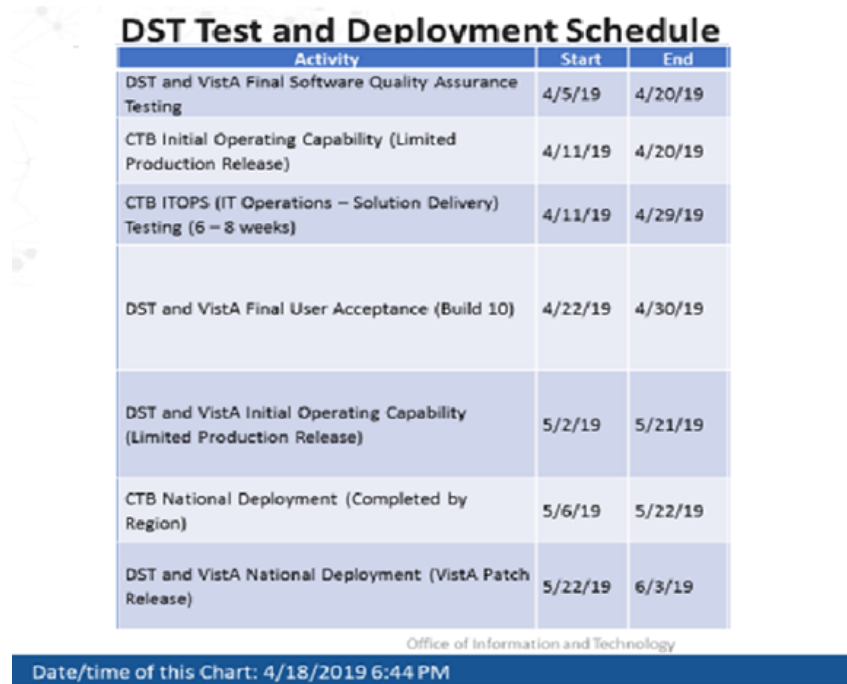 DST Test and Deployment Schedule
Activity Start End
DST and VistA Final Software Quality Assurance
Testing
4/5/19 4/20/19
CTB Initial Operating Capability (Limited
Production Release)
4/11/19 4/20/19
CTB ITOPS (IT Operations – Solution Delivery)
Testing (6 – 8 weeks)
4/11/19 4/29/19
DST and VistA Final User Acceptance (Build 10) 4/22/19 4/30/19
DST and VistA Initial Operating Capability
(Limited Production Release)
5/2/19 5/21/19
CTB National Deployment (Completed by
Region)
5/6/19 5/22/19
DST and VistA National Deployment (VistA Patch
Release)
5/22/19 6/3/19
Office of Information and Technology
Date/time of this Chart: 4/18/2019 6:44 PM